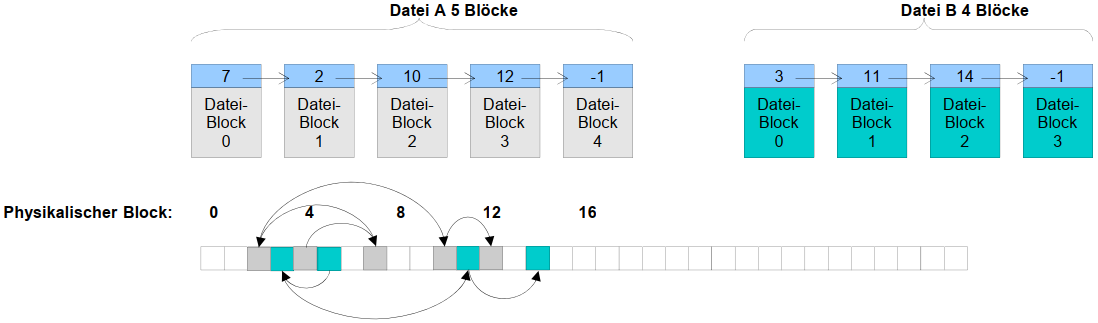 Datei A 5 Blöcke
Datei B 4 Blöcke
7 2 10 12 -1
3 11 14 -1
Datei-
Block
0
Datei-
Block
1
Datei-
Block
2
Datei-
Block
3
Datei-
Block
4
Datei-
Block
0
Datei-
Block
1
Datei-
Block
2
Datei-
Block
3
Physikalischer Block: 0 4 8 12 16